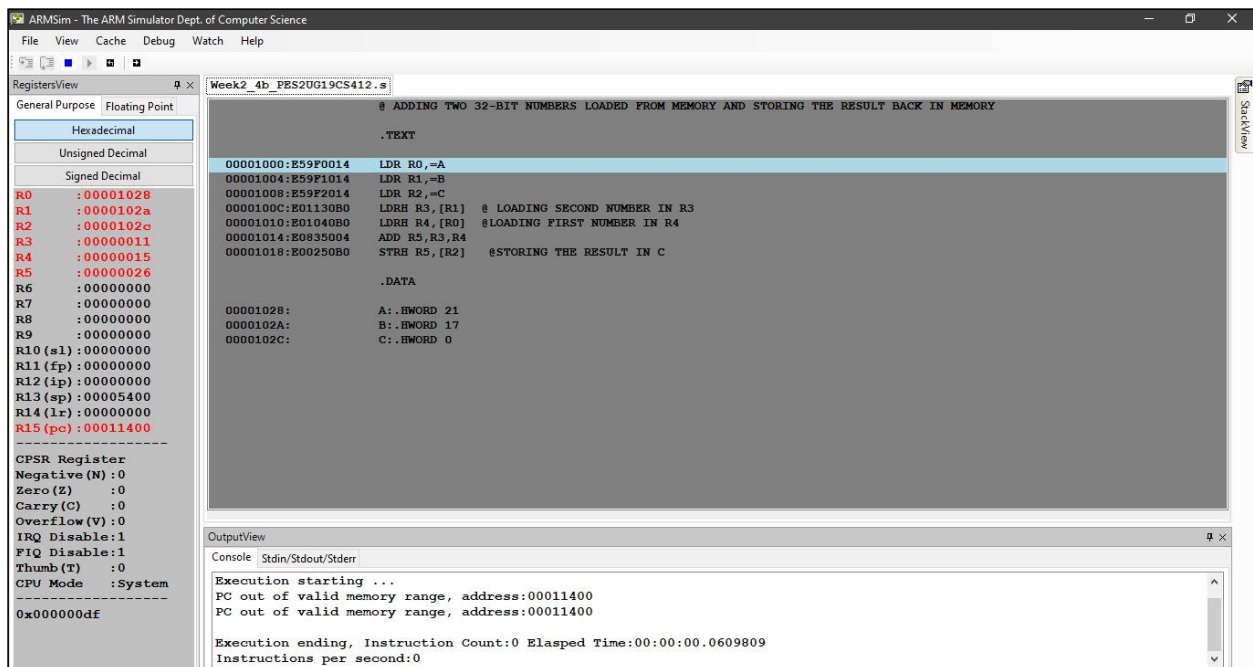 ARMSim - The ARM Simulator Dept. of Computer Science
File View Cache Debug Watch Help
RegistersView
General Purpose Floating Point
Hexadecimal
Unsigned Decimal
Signed Decimal
R0 :00001028
R1 :0000102a
R2 :0000102c
R3 :00000011
R4 :00000015
R5 :00000026
R6 :00000000
R7 :00000000
R8 :00000000
R9 :00000000
R10(sl):00000000
R11(fp):00000000
R12(ip):00000000
R13(sp):00005400
R14(lr):00000000
R15(pc):00011400
-------------------
CPSR Register
Negative(N):0
Zero(Z) :0
Carry(C) :0
Overflow(V):0
IRQ Disable:1
FIQ Disable:1
Thumb(T) :0
CPU Mode :System
-------------------
0x000000df
Week2_4b_PES2UG19CS412.s
@ ADDING TWO 32-BIT NUMBERS LOADED FROM MEMORY AND STORING THE RESULT BACK IN MEMORY
.TEXT
00001000:E59F0014 LDR R0,=A
00001004:E59F1014 LDR R1,=B
00001008:E59F2014 LDR R2,=C
0000100C:E01130B0 LDRH R3,[R1] @ LOADING SECOND NUMBER IN R3
00001010:E01040B0 LDRH R4,[R0] @LOADING FIRST NUMBER IN R4
00001014:E0835004 ADD R5,R3,R4
00001018:E00250B0 STRH R5,[R2] @STORING THE RESULT IN C
.DATA
00001028: A:.HWORD 21
0000102A: B:.HWORD 17
0000102C: C:.HWORD 0
OutputView
Console Stdin/Stdout/Stderr
Execution starting ...
PC out of valid memory range, address:00011400
PC out of valid memory range, address:00011400
Execution ending, Instruction Count:0 Elasped Time:00:00:00.0609809
Instructions per second:0
StackView